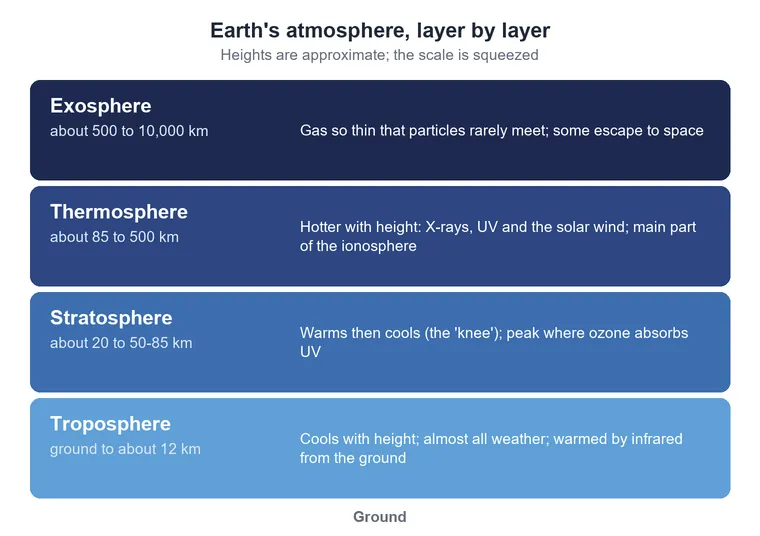 Earth's atmosphere, layer by layer
Heights are approximate; the scale is squeezed
Exosphere
about 500 to 10,000 km
Gas so thin that particles rarely meet; some escape to space
Thermosphere
about 85 to 500 km
Hotter with height: X-rays, UV and the solar wind; main part
of the ionosphere
Stratosphere
about 20 to 50-85 km
Warms then cools (the 'knee'); peak where ozone absorbs
UV
Troposphere
ground to about 12 km
Cools with height; almost all weather; warmed by infrared
from the ground
Ground